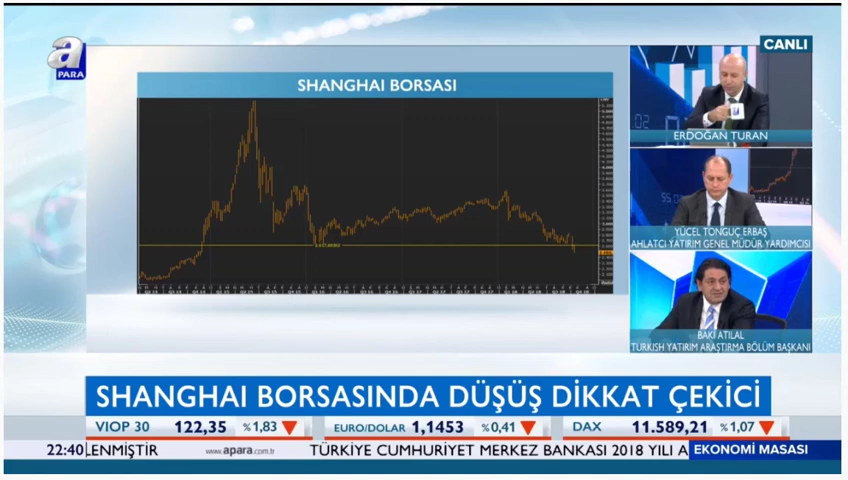 a
PARA
CANLI
SHANGHAI BORSASI
ERDOĞAN TURAN
YÜCEL TONGUÇ ERBAŞ
AHLATCI YATIRIM GENEL MÜDÜR YARDIMCISI
BAKİ ATILAL
TURKISH YATIRIM ARAŞTIRMA BÖLÜM BAŞKANI
SHANGHAI BORSASINDA DÜŞÜŞ DİKKAT ÇEKİCİ
VIOP 30 122,35 %1,83 EURO/DOLAR 1,1453 %0,41 DAX 11.589,21 %1,07
22:40 LENMİŞTİR www.apara.com.tr TÜRKİYE CUMHURİYET MERKEZ BANKASI 2018 YILI A EKONOMİ MASASI